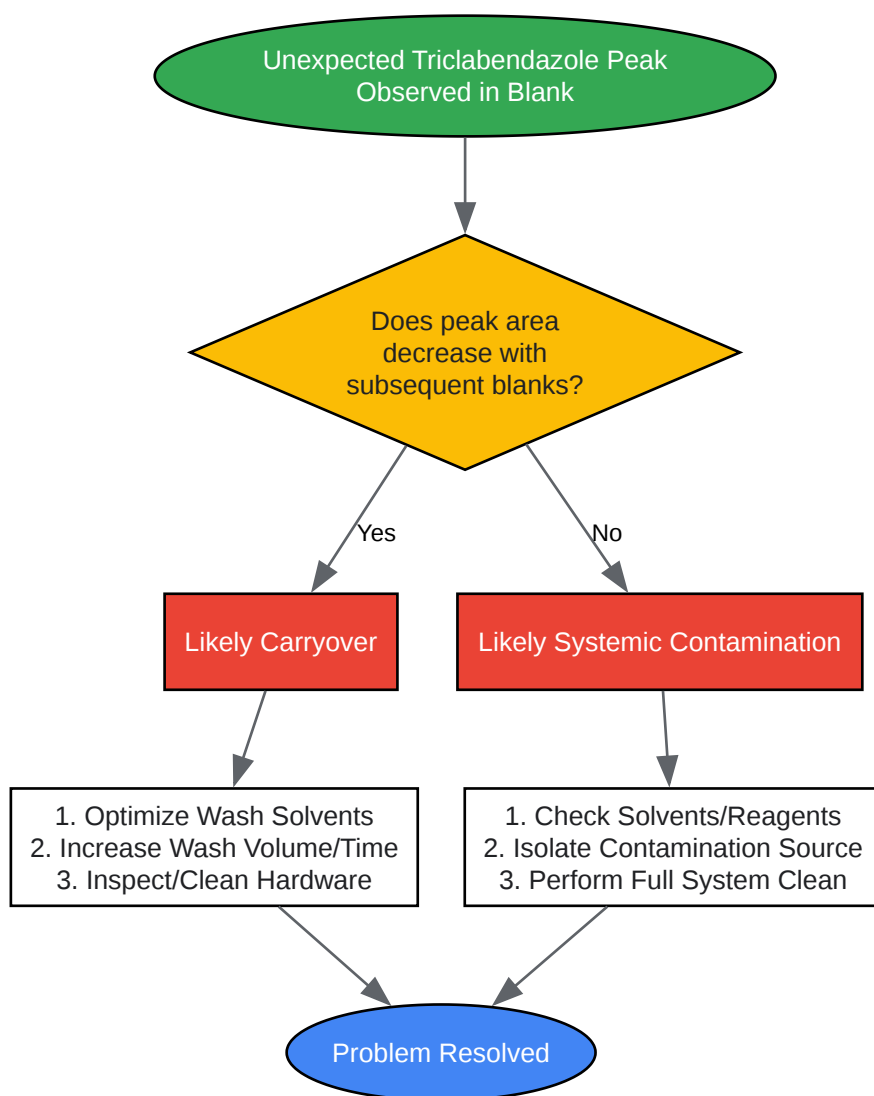 Unexpected Triclabendazole Peak
Observed in Blank
Does peak area
decrease with
subsequent blanks?
Yes
No
Likely Carryover
Likely Systemic Contamination
1. Optimize Wash Solvents
2. Increase Wash Volume/Time
3. Inspect/Clean Hardware
1. Check Solvents/Reagents
2. Isolate Contamination Source
3. Perform Full System Clean
Problem Resolved